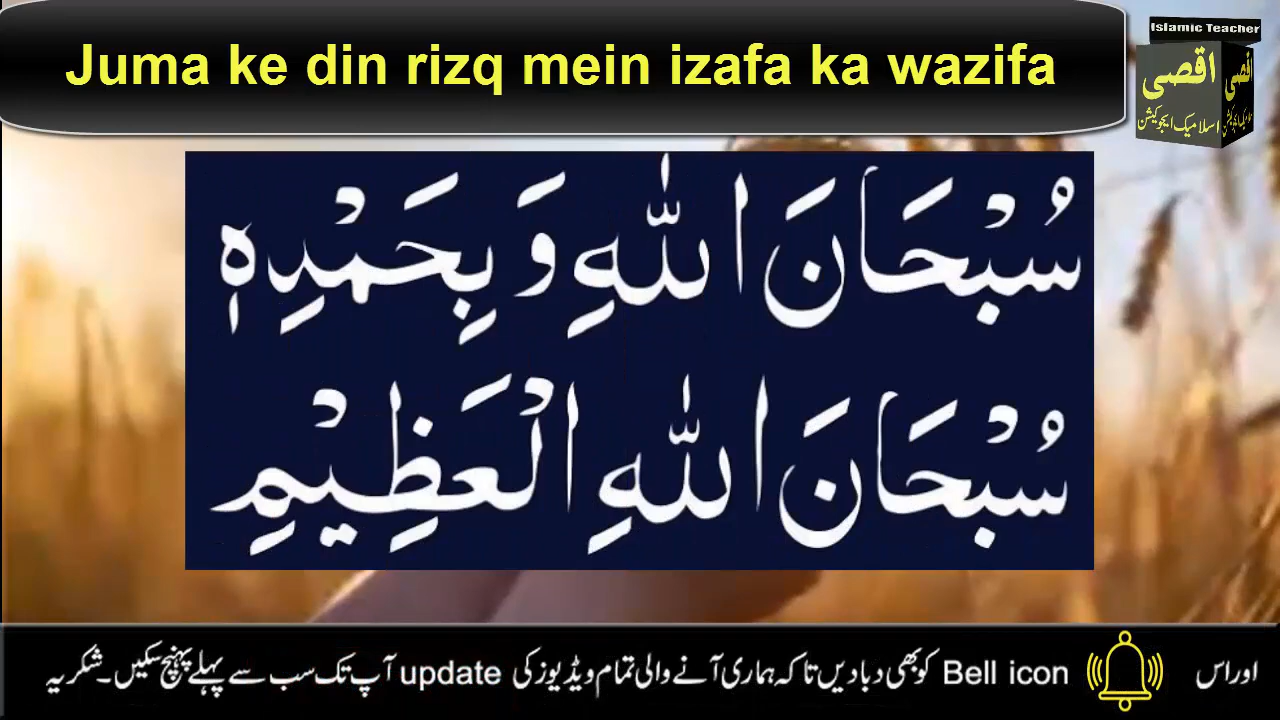 Juma ke din rizq mein izafa ka wazifa
Islamic Teacher
اقصی
اقصی
اسلامیک ایجوکیشن
اسلامیک ایجوکیشن
سُبْحَانَ اللّٰهِ وَ بِحَمْدِهٖ
سُبْحَانَ اللّٰهِ الْعَظِيْمِ
اور اس Bell icon کو بھی دبا دیں تاکہ ہماری آنے والی تمام ویڈیوز کی update آپ تک سب سے پہلے پہنچ سکیں۔ شکریہ